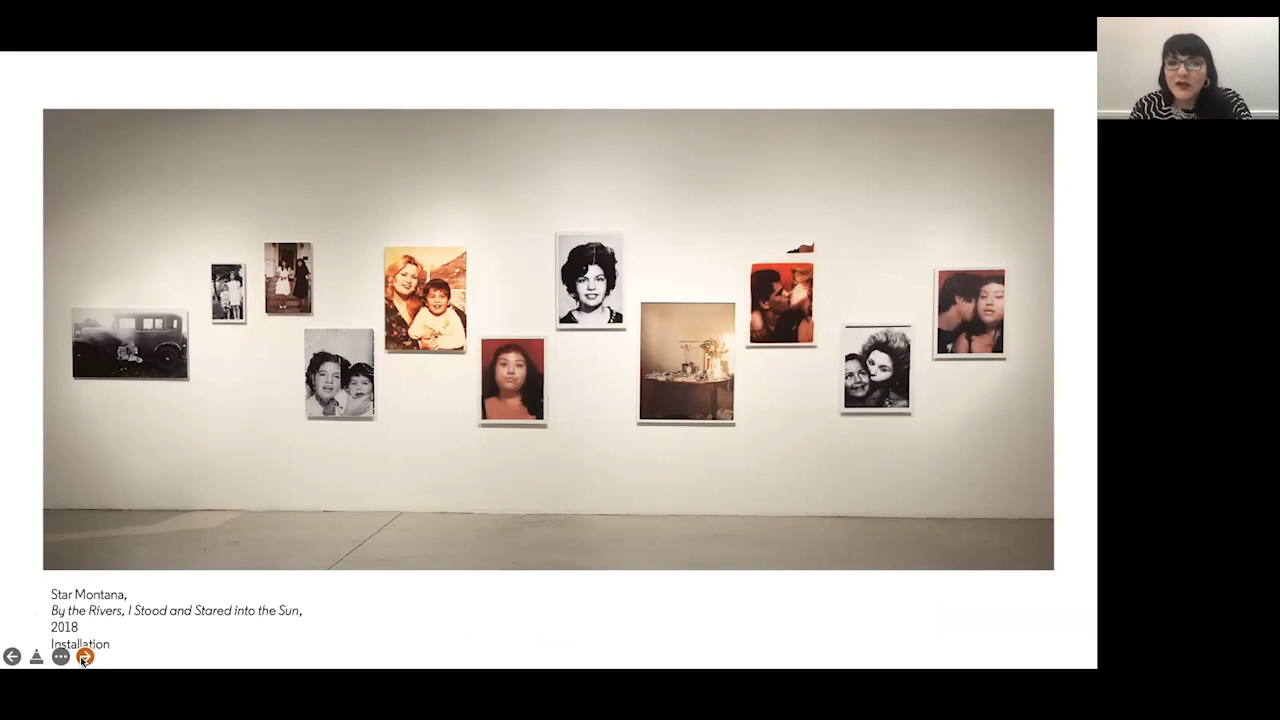 Star Montana,
By the Rivers, I Stood and Stared into the Sun,
2018
Installation